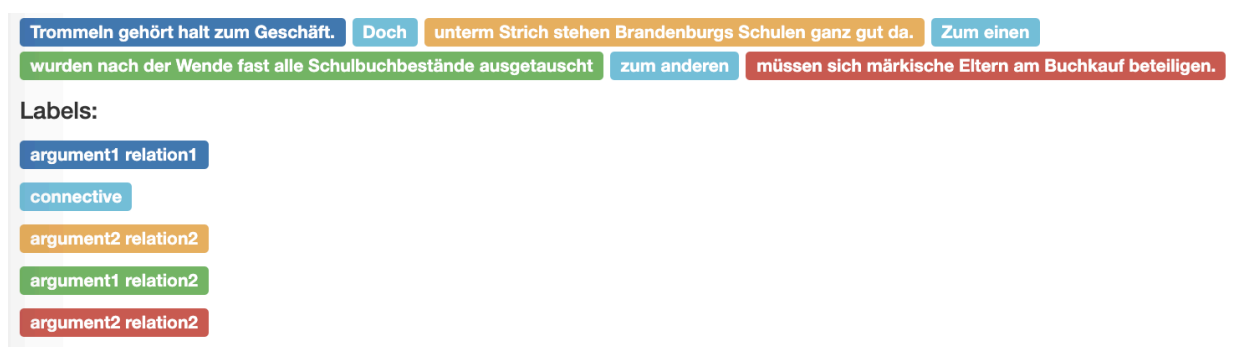 Trommeln gehört halt zum Geschäft. Doch unterm Strich stehen Brandenburgs Schulen ganz gut da. Zum einen
wurden nach der Wende fast alle Schulbuchbestände ausgetauscht zum anderen müssen sich märkische Eltern am Buchkauf beteiligen.
Labels:
argument1 relation1
connective
argument2 relation2
argument1 relation2
argument2 relation2